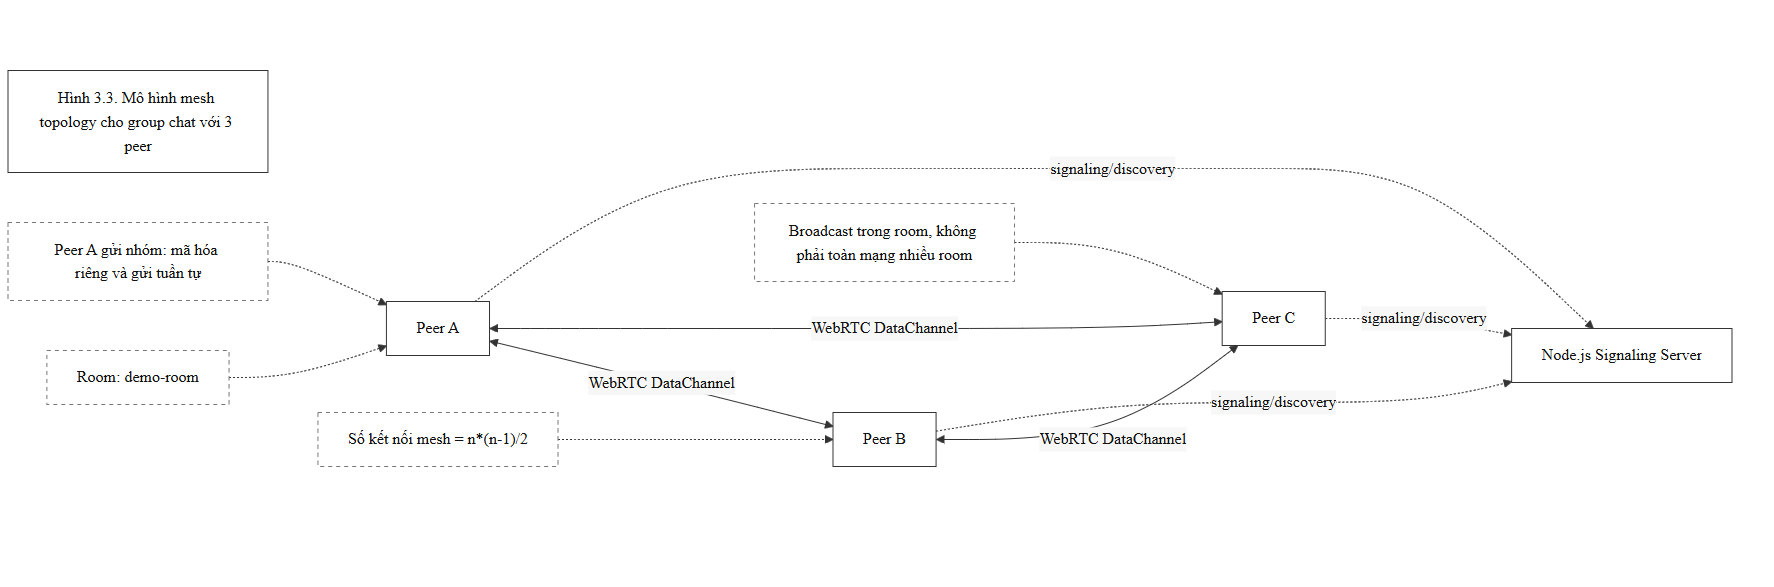 Hình 3.3. Mô hình mesh
topology cho group chat với 3
peer
signaling/discovery
Broadcast trong room, không
phải toàn mạng nhiều room
Peer A gửi nhóm: mã hóa
riêng và gửi tuần tự
Peer A
WebRTC DataChannel
Peer C
signaling/discovery
Node.js Signaling Server
Room: demo-room
WebRTC DataChannel
signaling/discovery
Số kết nối mesh = n*(n-1)/2
Peer B
WebRTC DataChannel